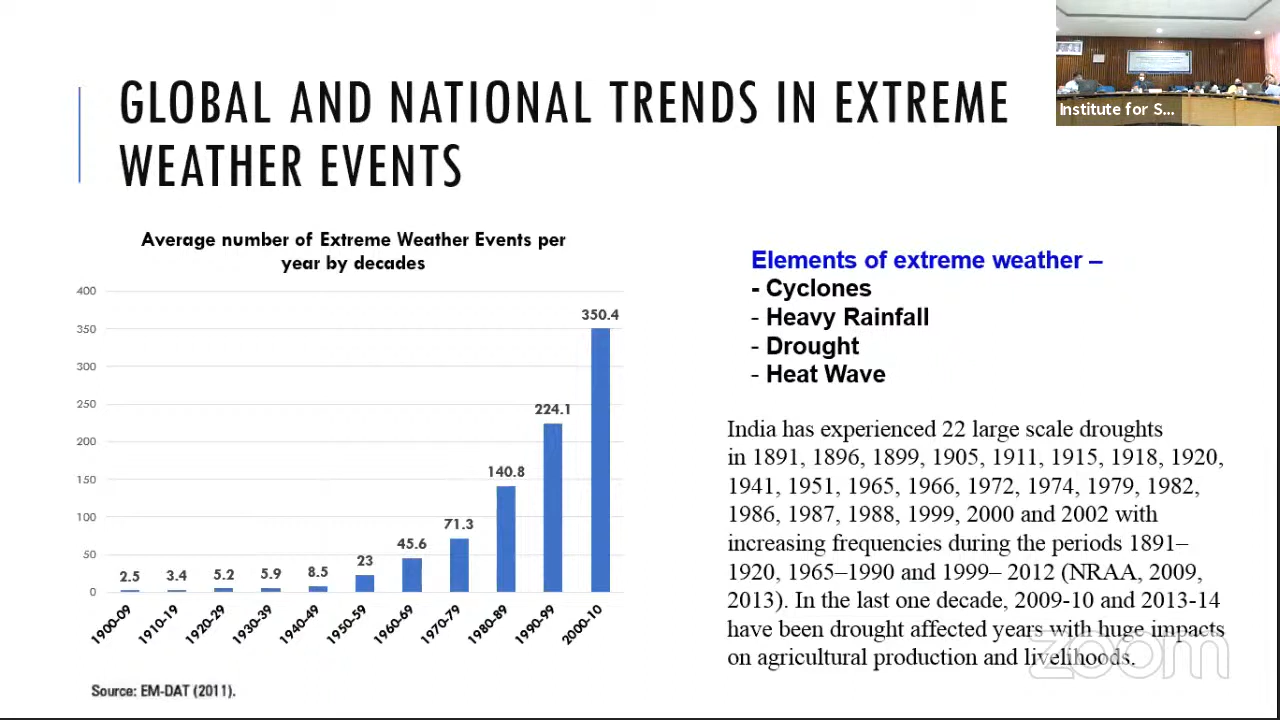 GLOBAL AND NATIONAL TRENDS IN EXTREME
WEATHER EVENTS
Institute for S...
Average number of Extreme Weather Events per
year by decades
400
350
300
250
200
150
100
50
0
2.5
3.4
5.2
5.9
8.5
23
45.6
71.3
140.8
224.1
350.4
1900-09
1910-19
1920-29
1930-39
1940-49
1950-59
1960-69
1970-79
1980-89
1990-99
2000-10
Source: EM-DAT (2011).
Elements of extreme weather –
- Cyclones
- Heavy Rainfall
- Drought
- Heat Wave
India has experienced 22 large scale droughts
in 1891, 1896, 1899, 1905, 1911, 1915, 1918, 1920,
1941, 1951, 1965, 1966, 1972, 1974, 1979, 1982,
1986, 1987, 1988, 1999, 2000 and 2002 with
increasing frequencies during the periods 1891–
1920, 1965–1990 and 1999– 2012 (NRAA, 2009,
2013). In the last one decade, 2009-10 and 2013-14
have been drought affected years with huge impacts
on agricultural production and livelihoods.
zoom